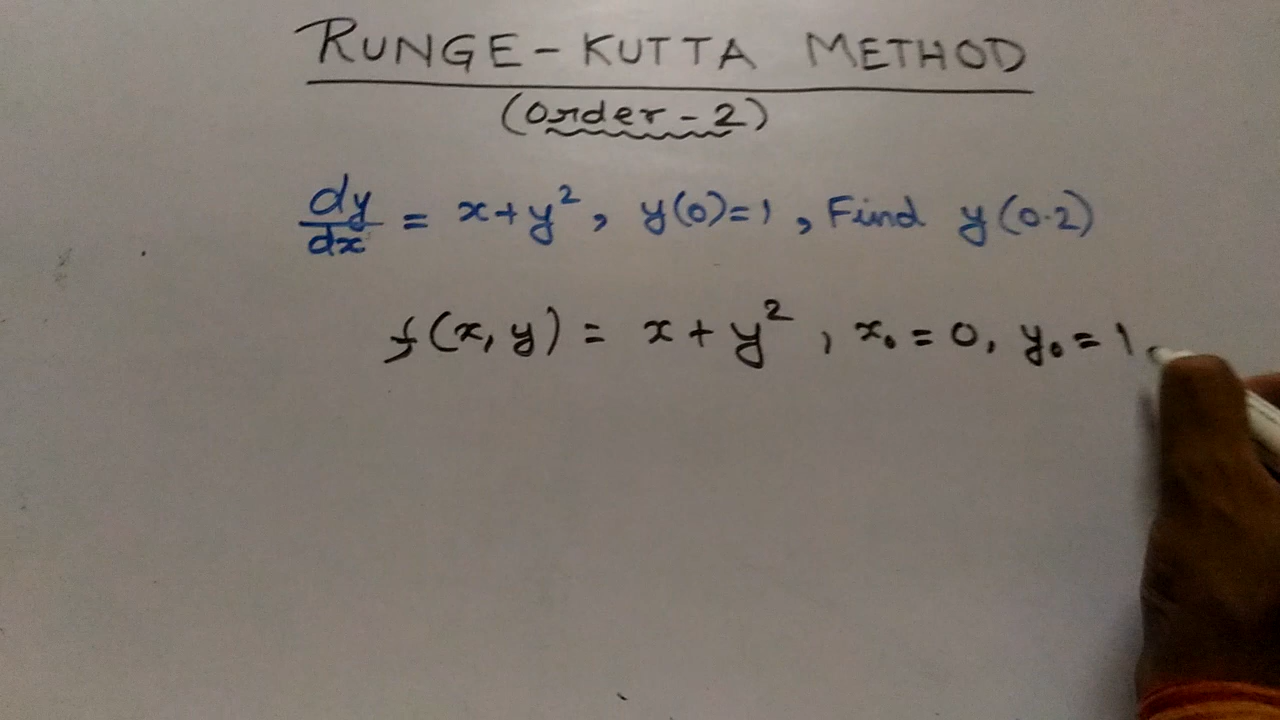 RUNGE-KUTTA METHOD
(Order-2)
dy/dx = x+y², y(0)=1, Find y(0.2)
f(x,y) = x+y², x₀=0, y₀=1